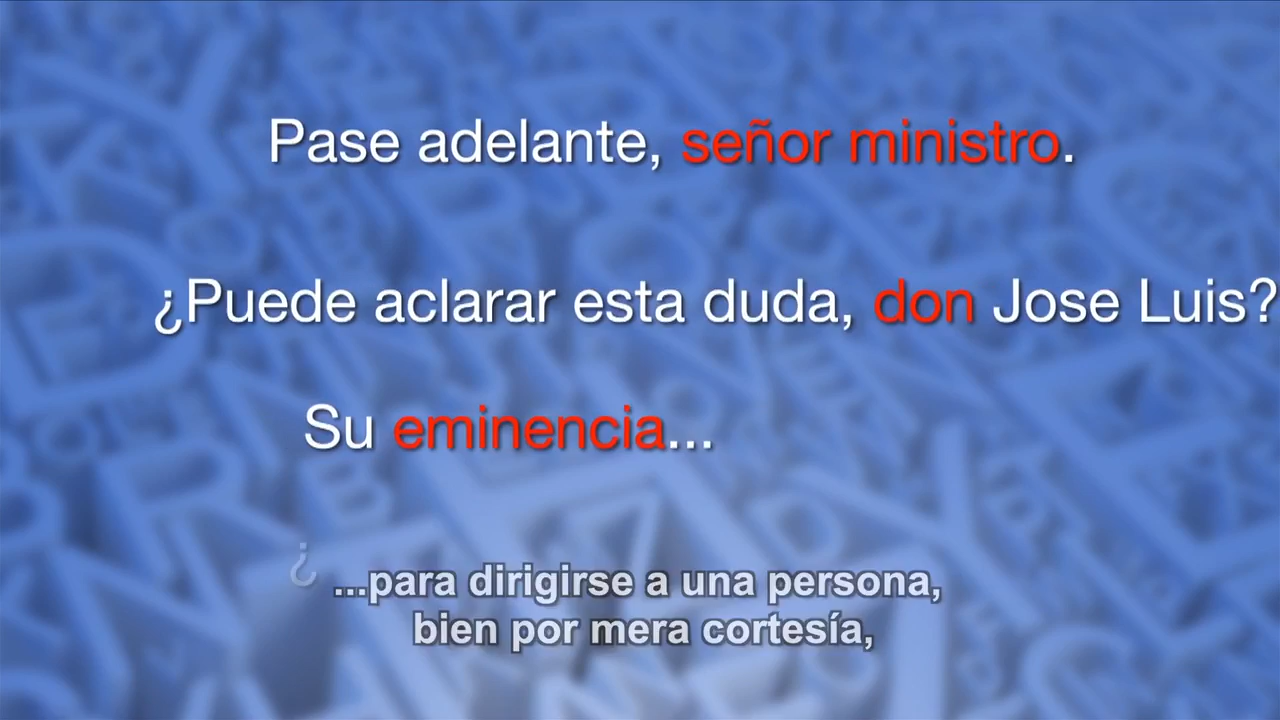 Pase adelante, señor ministro.
¿Puede aclarar esta duda, don Jose Luis?
Su eminencia...
¿
...para dirigirse a una persona,
bien por mera cortesía,